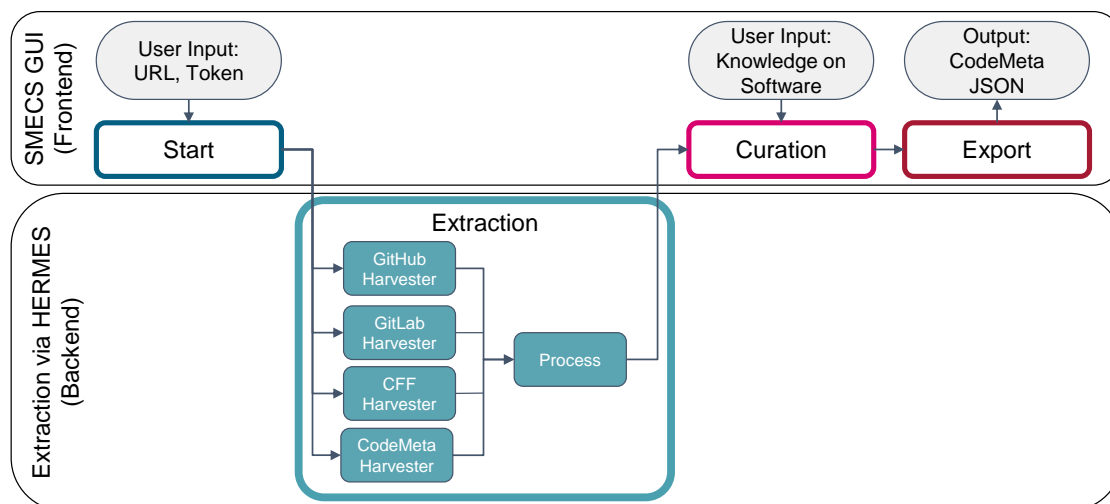 SMECS GUI
(Frontend)
User Input:
URL, Token
Start
User Input:
Knowledge on
Software
Curation
Output:
CodeMeta
JSON
Export
Extraction via HERMES
(Backend)
Extraction
GitHub
Harvester
GitLab
Harvester
CFF
Harvester
CodeMeta
Harvester
Process